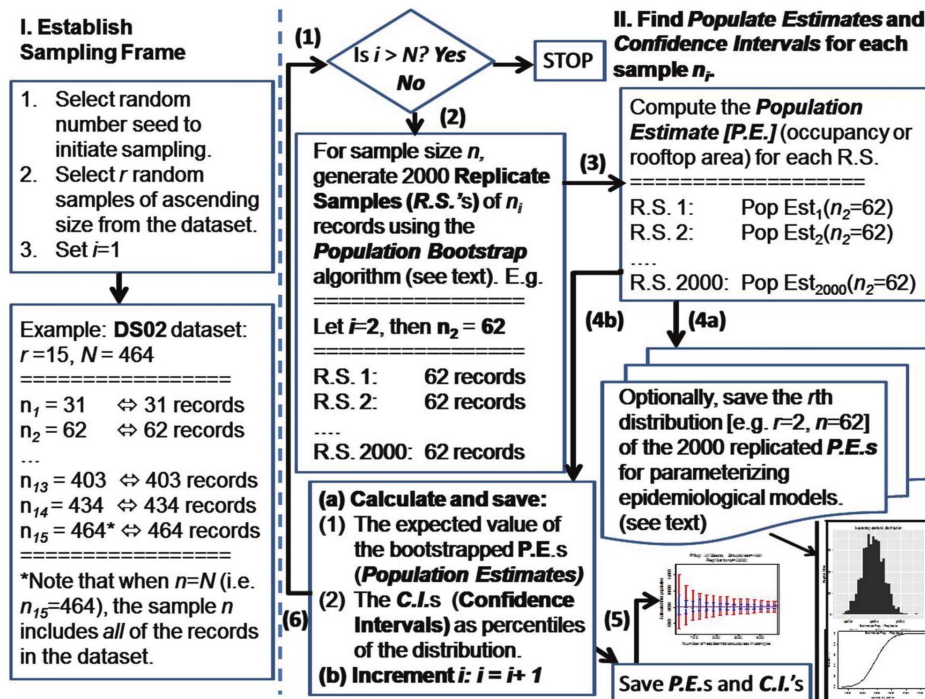 I. Establish
Sampling Frame
1. Select random
number seed to
initiate sampling.
2. Select r random
samples of ascending
size from the dataset.
3. Set i=1
Example: DS02 dataset:
r =15, N = 464
=================
n1 = 31 ⇔ 31 records
n2 = 62 ⇔ 62 records
...
n13 = 403 ⇔ 403 records
n14 = 434 ⇔ 434 records
n15 = 464* ⇔ 464 records
=================
*Note that when n=N (i.e.
n15=464), the sample n
includes all of the records
in the dataset.
(1)
Is i > N? Yes
No
STOP
(2)
For sample size n,
generate 2000 Replicate
Samples (R.S.'s) of ni
records using the
Population Bootstrap
algorithm (see text). E.g.
=================
Let i=2, then n2 = 62
=================
R.S. 1: 62 records
R.S. 2: 62 records
....
R.S. 2000: 62 records
(3)
II. Find Populate Estimates and
Confidence Intervals for each
sample ni.
Compute the Population
Estimate [P.E.] (occupancy or
rooftop area) for each R.S.
===================
R.S. 1: Pop Est1(n2=62)
R.S. 2: Pop Est2(n2=62)
....
R.S. 2000: Pop Est2000(n2=62)
(4b)
(4a)
Optionally, save the rth
distribution [e.g. r=2, n=62]
of the 2000 replicated P.E.s
for parameterizing
epidemiological models.
(see text)
(a) Calculate and save:
(1) The expected value of
the bootstrapped P.E.s
(Population Estimates)
(2) The C.I.s (Confidence
Intervals) as percentiles
of the distribution.
(b) Increment i: i = i+ 1
(6)
(5)
Save P.E.s and C.I.'s